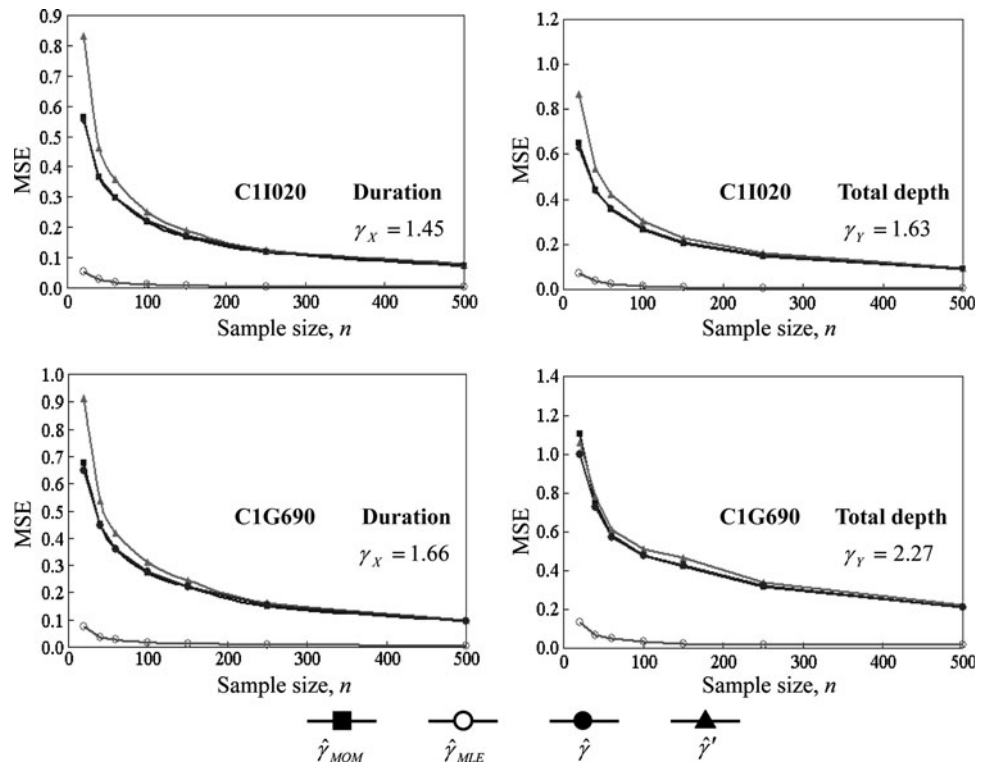 0.9
0.8
0.7
0.6
0.5
0.4
0.3
0.2
0.1
0.0
MSE
C1I020 Duration
γ_X = 1.45
0 100 200 300 400 500
Sample size, n
1.2
1.0
0.8
0.6
0.4
0.2
0.0
MSE
C1I020 Total depth
γ_Y = 1.63
0 100 200 300 400 500
Sample size, n
1.0
0.9
0.8
0.7
0.6
0.5
0.4
0.3
0.2
0.1
0.0
MSE
C1G690 Duration
γ_X = 1.66
0 100 200 300 400 500
Sample size, n
1.4
1.2
1.0
0.8
0.6
0.4
0.2
0.0
MSE
C1G690 Total depth
γ_Y = 2.27
0 100 200 300 400 500
Sample size, n
γ̂_MOM γ̂_MLE γ̂ γ̂′